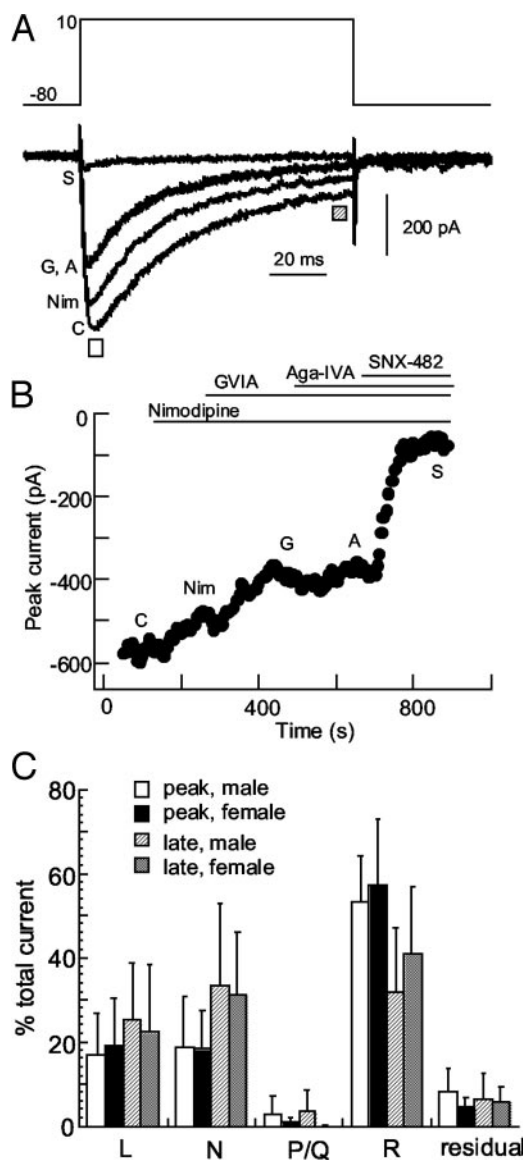 A
10
-80
S
G, A
Nim
C
200 pA
20 ms
SNX-482
Aga-IVA
GVIA
Nimodipine
B
0
-200
-400
-600
Peak current (pA)
C
Nim
G
A
S
0
400
800
Time (s)
C
80
60
40
20
0
% total current
peak, male
peak, female
late, male
late, female
L
N
P/Q
R
residual